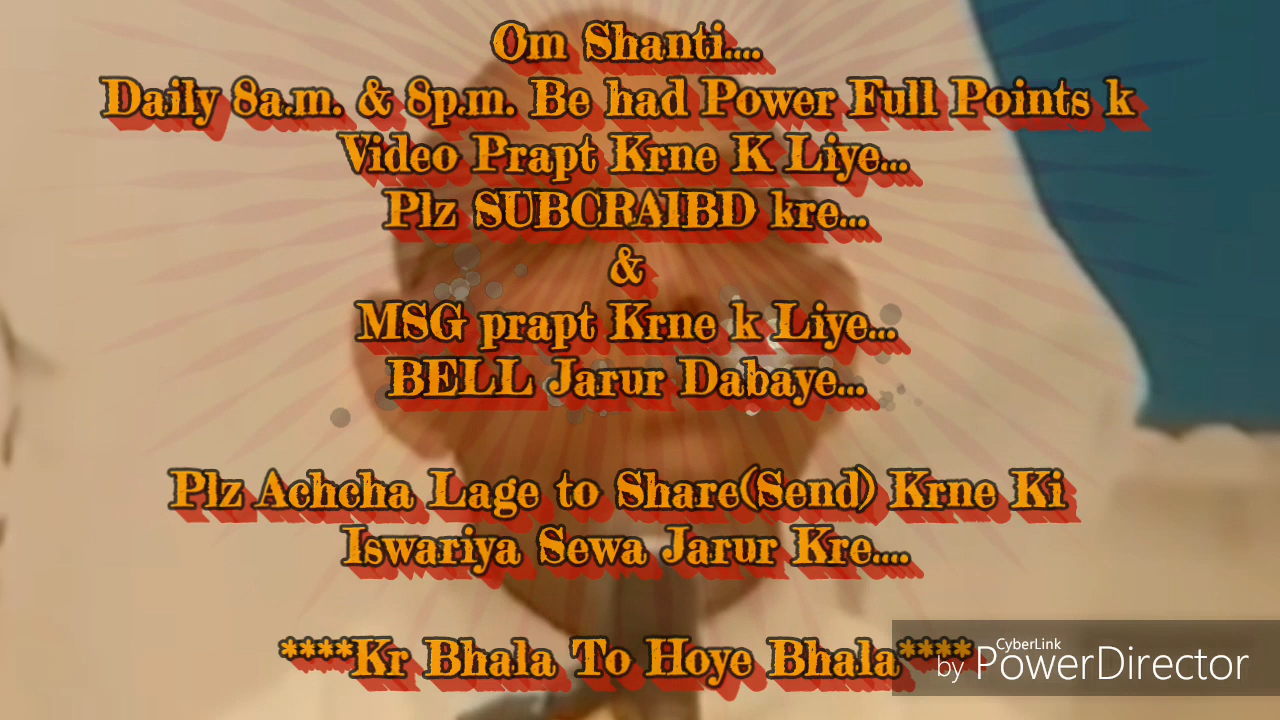 Om Shanti....
Daily 8a.m. & 8p.m. Be had Power Full Points k
Video Prapt Krne K Liye...
Plz SUBCRAIBD kre...
&
MSG prapt Krne k Liye...
BELL Jarur Dabaye...
Plz Achcha Lage to Share(Send) Krne Ki
Iswariya Sewa Jarur Kre....
****Kr Bhala To Hoye Bhala****
CyberLink
by PowerDirector